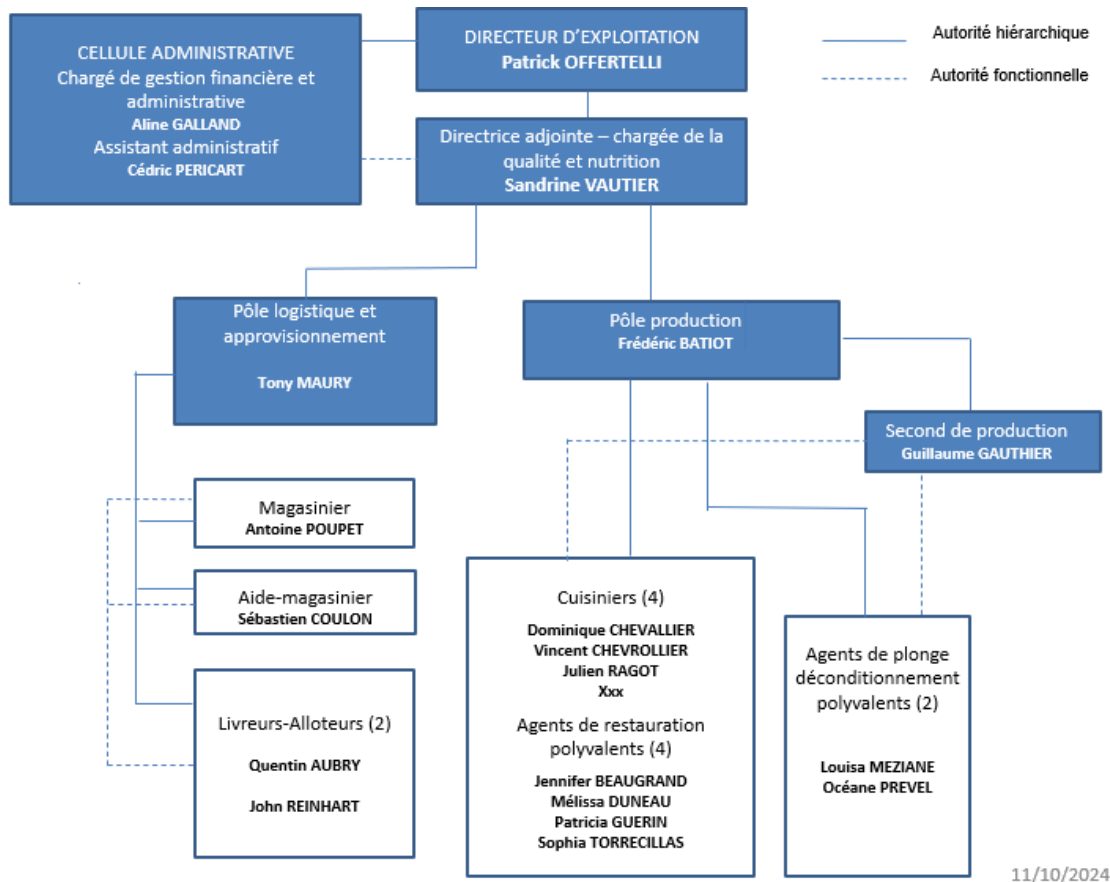 CELLULE ADMINISTRATIVE
Chargé de gestion financière et
administrative
Aline GALLAND
Assistant administratif
Cédric PERICART
DIRECTEUR D’EXPLOITATION
Patrick OFFERTELLI
Autorité hiérarchique
Autorité fonctionnelle
Directrice adjointe – chargée de la
qualité et nutrition
Sandrine VAUTIER
Pôle logistique et
approvisionnement
Tony MAURY
Pôle production
Frédéric BATIOT
Second de production
Guillaume GAUTHIER
Magasinier
Antoine POUPET
Aide-magasinier
Sébastien COULON
Livreurs-Alloteurs (2)
Quentin AUBRY
John REINHART
Cuisiniers (4)
Dominique CHEVALLIER
Vincent CHEVROLLIER
Julien RAGOT
Xxx
Agents de restauration
polyvalents (4)
Jennifer BEAUGRAND
Mélissa DUNEAU
Patricia GUERIN
Sophia TORRECILLAS
Agents de plonge
déconditionnement
polyvalents (2)
Louisa MEZIANE
Océane PREVEL
11/10/2024